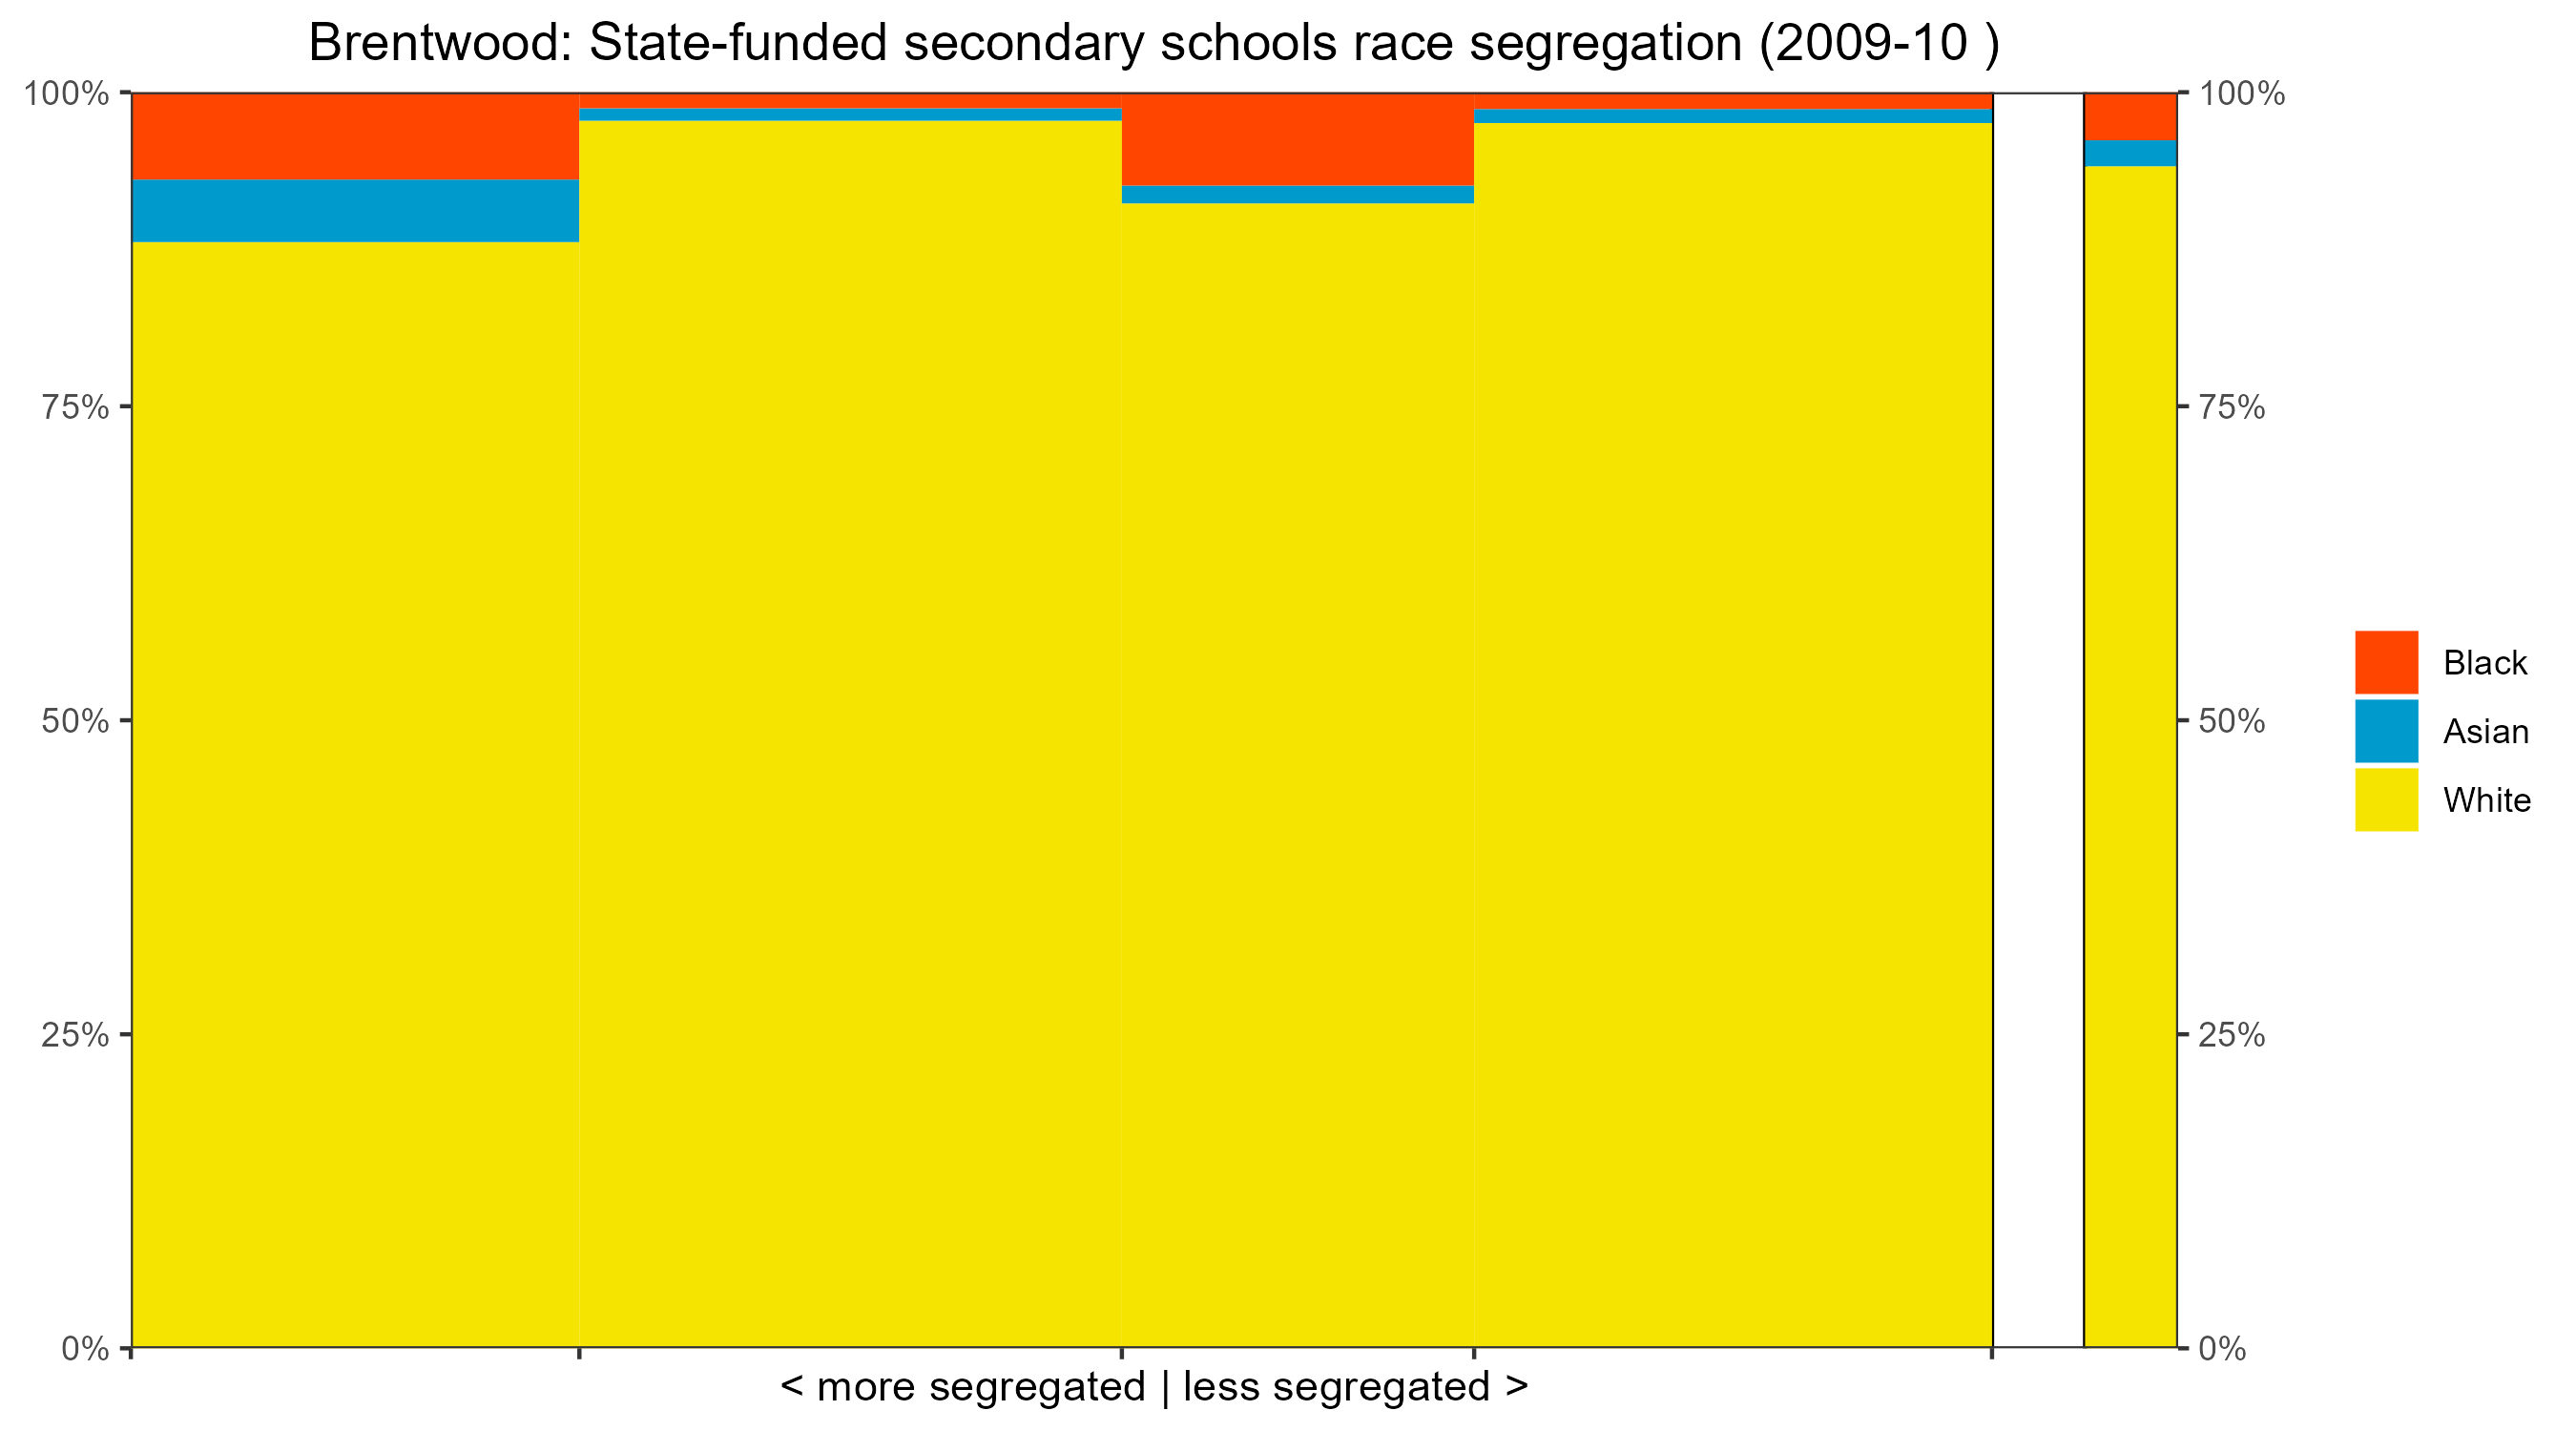 Brentwood: State-funded secondary schools race segregation (2009-10 )
100%
75%
50%
25%
0%
100%
75%
50%
25%
0%
Black
Asian
White
< more segregated | less segregated >